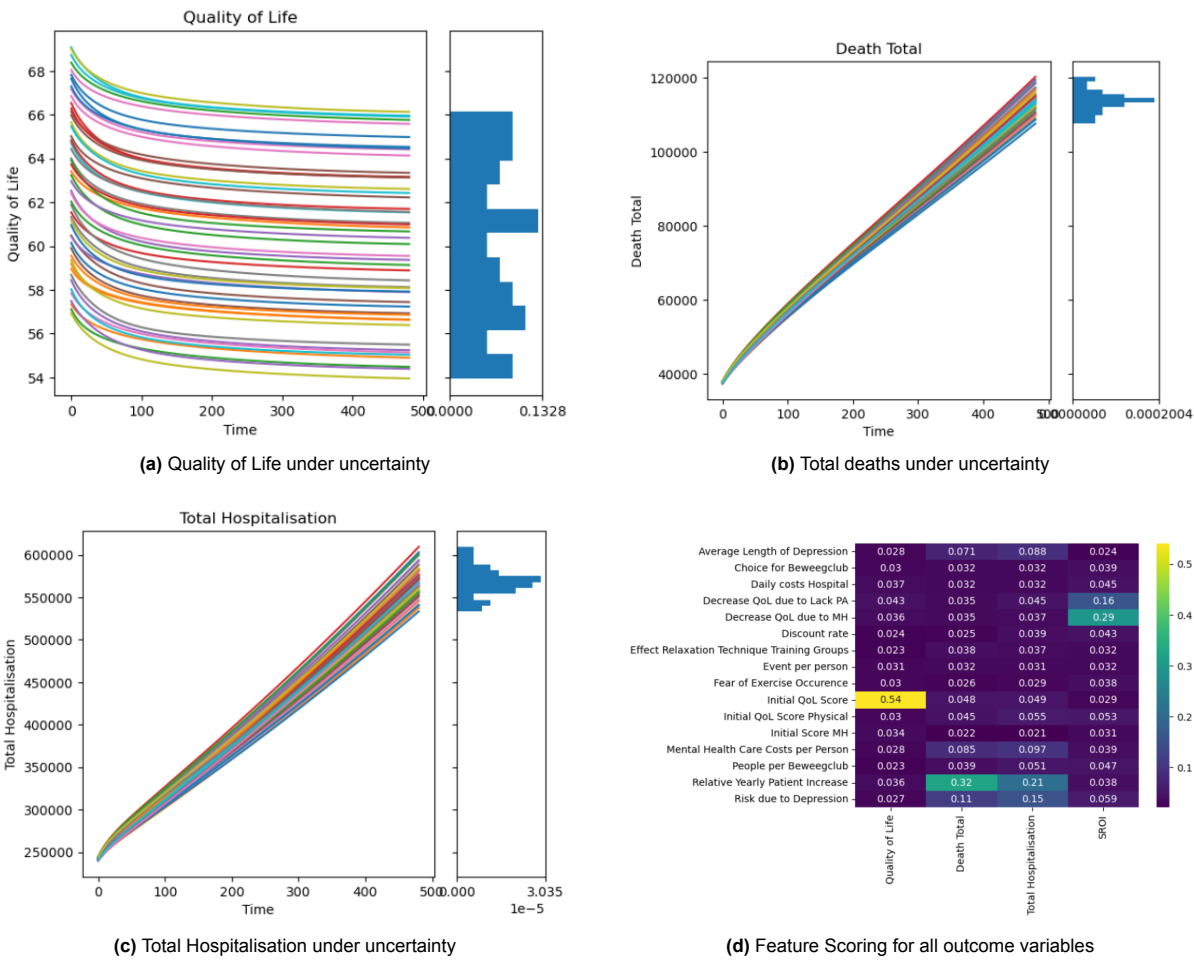 Quality of Life
Quality of Life
68
66
64
62
60
58
56
54
0
100
200
300
400
500
0.0000
0.1328
Time
(a) Quality of Life under uncertainty
Death Total
Death Total
120000
100000
80000
60000
40000
0
100
200
300
400
0.0002004
Time
(b) Total deaths under uncertainty
Total Hospitalisation
Total Hospitalisation
600000
550000
500000
450000
400000
350000
300000
250000
0
100
200
300
400
500
0.000
3.035
1e−5
Time
(c) Total Hospitalisation under uncertainty
Average Length of Depression 0.028 0.071 0.088 0.024
Choice for Beweegclub 0.03 0.032 0.032 0.039
Daily costs Hospital 0.037 0.032 0.032 0.045
Decrease QoL due to Lack PA 0.043 0.035 0.045 0.16
Decrease QoL due to MH 0.036 0.035 0.037 0.29
Discount rate 0.024 0.025 0.039 0.043
Effect Relaxation Technique Training Groups 0.023 0.038 0.037 0.032
Event per person 0.031 0.032 0.031 0.032
Fear of Exercise Occurence 0.03 0.026 0.029 0.038
Initial QoL Score 0.54 0.048 0.049 0.029
Initial QoL Score Physical 0.03 0.045 0.055 0.053
Initial Score MH 0.034 0.022 0.021 0.031
Mental Health Care Costs per Person 0.028 0.085 0.097 0.039
People per Beweegclub 0.023 0.039 0.051 0.047
Relative Yearly Patient Increase 0.036 0.32 0.21 0.038
Risk due to Depression 0.027 0.11 0.15 0.059
Quality of Life
Death Total
Total Hospitalisation
SROI
0.5
0.4
0.3
0.2
0.1
(d) Feature Scoring for all outcome variables